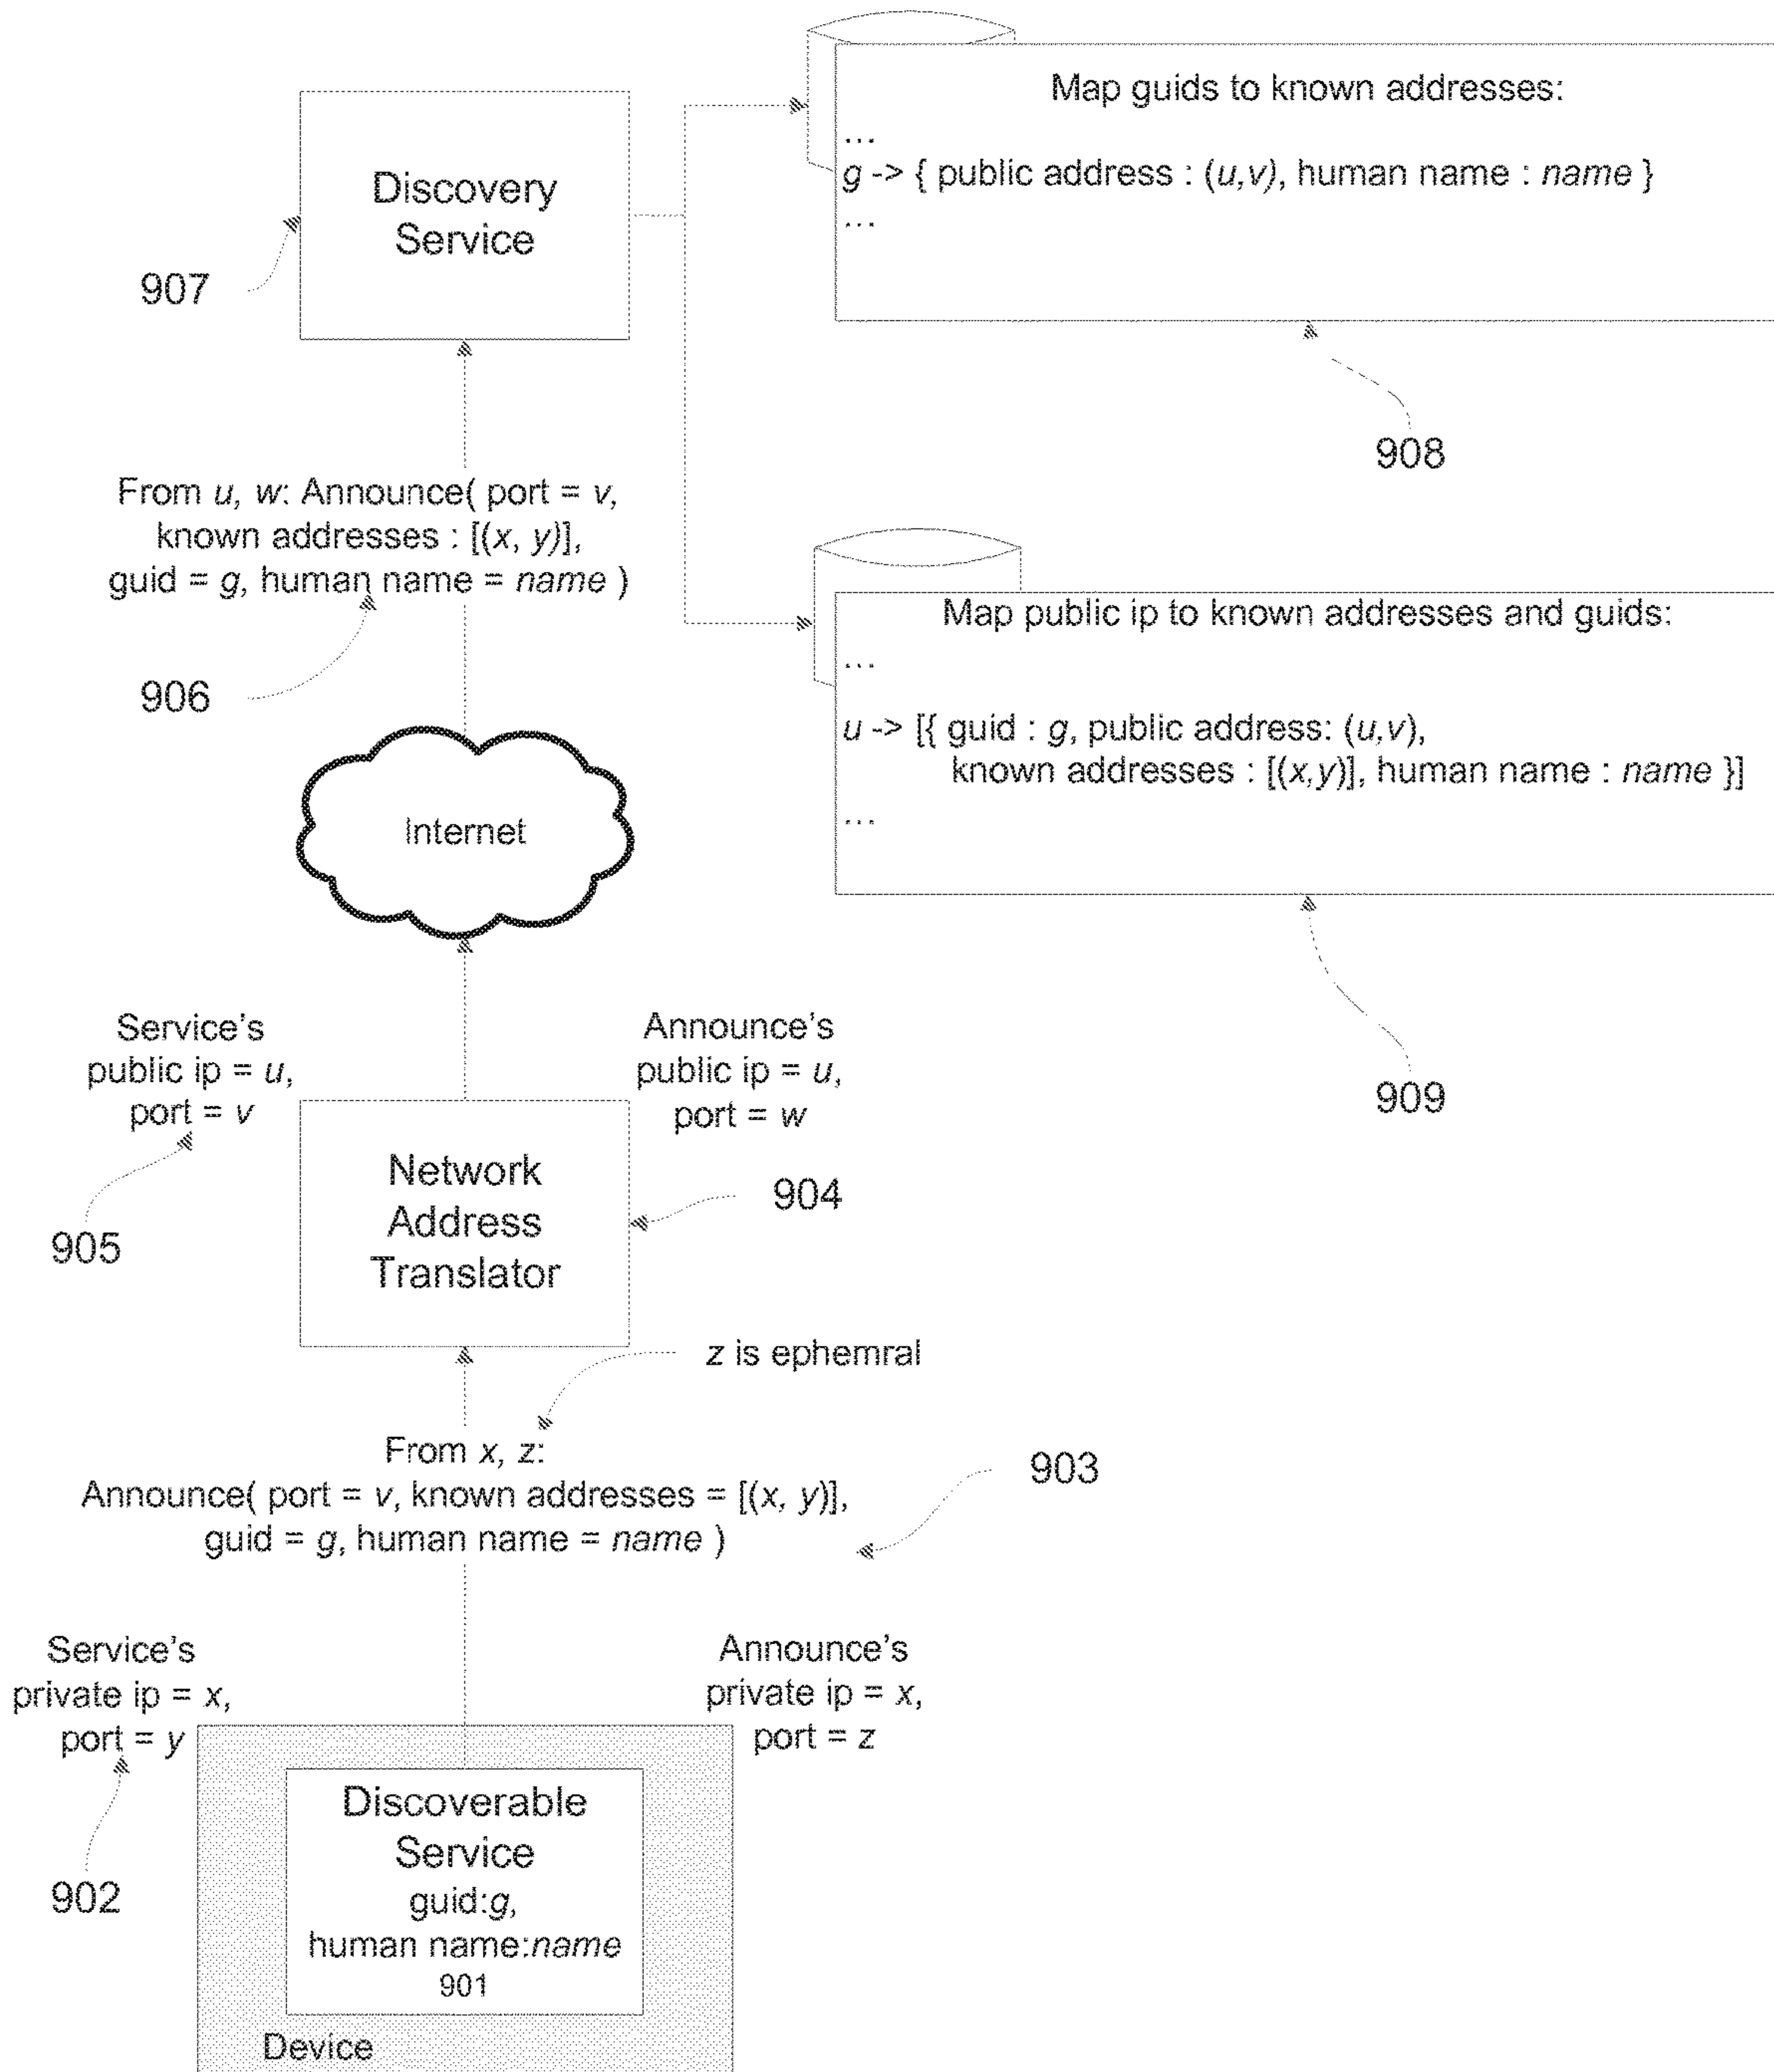 Map guids to known addresses:
...
g -> { public address : (u,v), human name : name }
...
Discovery
Service
907
908
From u, w: Announce( port = v,
known addresses : [(x, y)],
guid = g, human name = name )
906
Map public ip to known addresses and guids:
...
u -> [{ guid : g, public address: (u,v),
known addresses : [(x,y)], human name : name }]
...
Internet
909
Service's
public ip = u,
port = v
Announce's
public ip = u,
port = w
905
Network
Address
Translator
904
z is ephemral
From x, z:
Announce( port = v, known addresses = [(x, y)],
guid = g, human name = name )
903
Service's
private ip = x,
port = y
Announce's
private ip = x,
port = z
902
Discoverable
Service
guid:g,
human name:name
901
Device